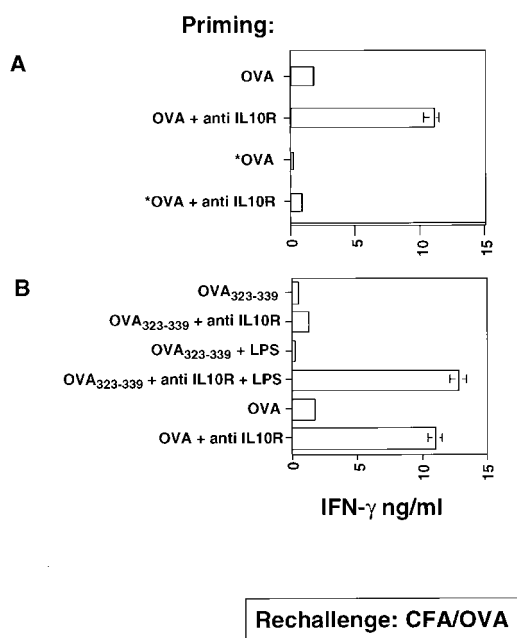 Priming:
A
OVA
OVA + anti IL10R
*OVA
*OVA + anti IL10R
0 5 10 15
B
OVA323-339
OVA323-339 + anti IL10R
OVA323-339 + LPS
OVA323-339 + anti IL10R + LPS
OVA
OVA + anti IL10R
0 5 10 15
IFN-γ ng/ml
Rechallenge: CFA/OVA